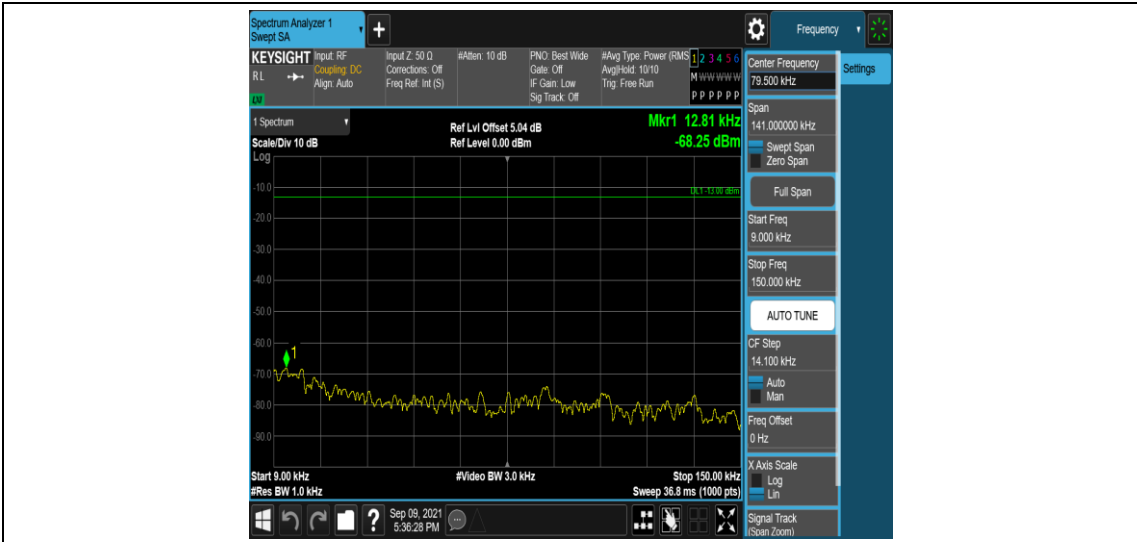 Spectrum Analyzer 1
Swept SA
+
Frequency
KEYSIGHT
RL
LXI
Input: RF
Coupling: DC
Align: Auto
Input Z: 50 Ω
Corrections: Off
Freq Ref: Int (S)
#Atten: 10 dB
PNO: Best Wide
Gate: Off
IF Gain: Low
Sig Track: Off
#Avg Type: Power (RMS
Avg|Hold: 10/10
Trig: Free Run
1 2 3 4 5 6
M W W W W W
P P P P P P
1 Spectrum
Scale/Div 10 dB
Log
Ref Lvl Offset 5.04 dB
Ref Level 0.00 dBm
Mkr1 12.81 kHz
-68.25 dBm
DL1 -13.00 dBm
-10.0
-20.0
-30.0
-40.0
-50.0
-60.0
-70.0
-80.0
-90.0
1
Start 9.00 kHz
#Res BW 1.0 kHz
#Video BW 3.0 kHz
Stop 150.00 kHz
Sweep 36.8 ms (1000 pts)
Center Frequency
79.500 kHz
Settings
Span
141.000000 kHz
Swept Span
Zero Span
Full Span
Start Freq
9.000 kHz
Stop Freq
150.000 kHz
AUTO TUNE
CF Step
14.100 kHz
Auto
Man
Freq Offset
0 Hz
X Axis Scale
Log
Lin
Signal Track
(Span Zoom)
?
Sep 09, 2021
5:36:28 PM